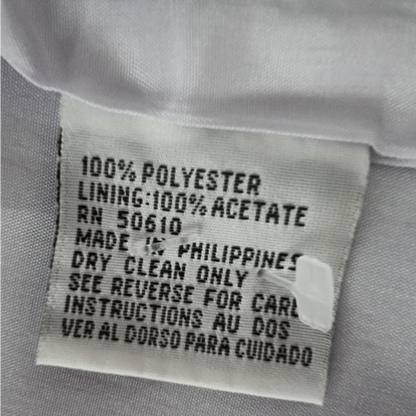 100% POLYESTER
LINING:100% ACETATE
RN 50610
MADE IN PHILIPPINES
DRY CLEAN ONLY
SEE REVERSE FOR CARE
INSTRUCTIONS AU DOS
VER AL DORSO PARA CUIDADO